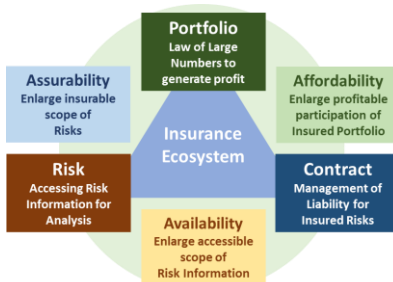 Portfolio
Law of Large
Numbers to
generate profit
Assurability
Enlarge insurable
scope of
Risks
Affordability
Enlarge profitable
participation of
Insured Portfolio
Insurance
Ecosystem
Risk
Accessing Risk
Information for
Analysis
Contract
Management of
Liability for
Insured Risks
Availability
Enlarge accessible
scope of
Risk Information